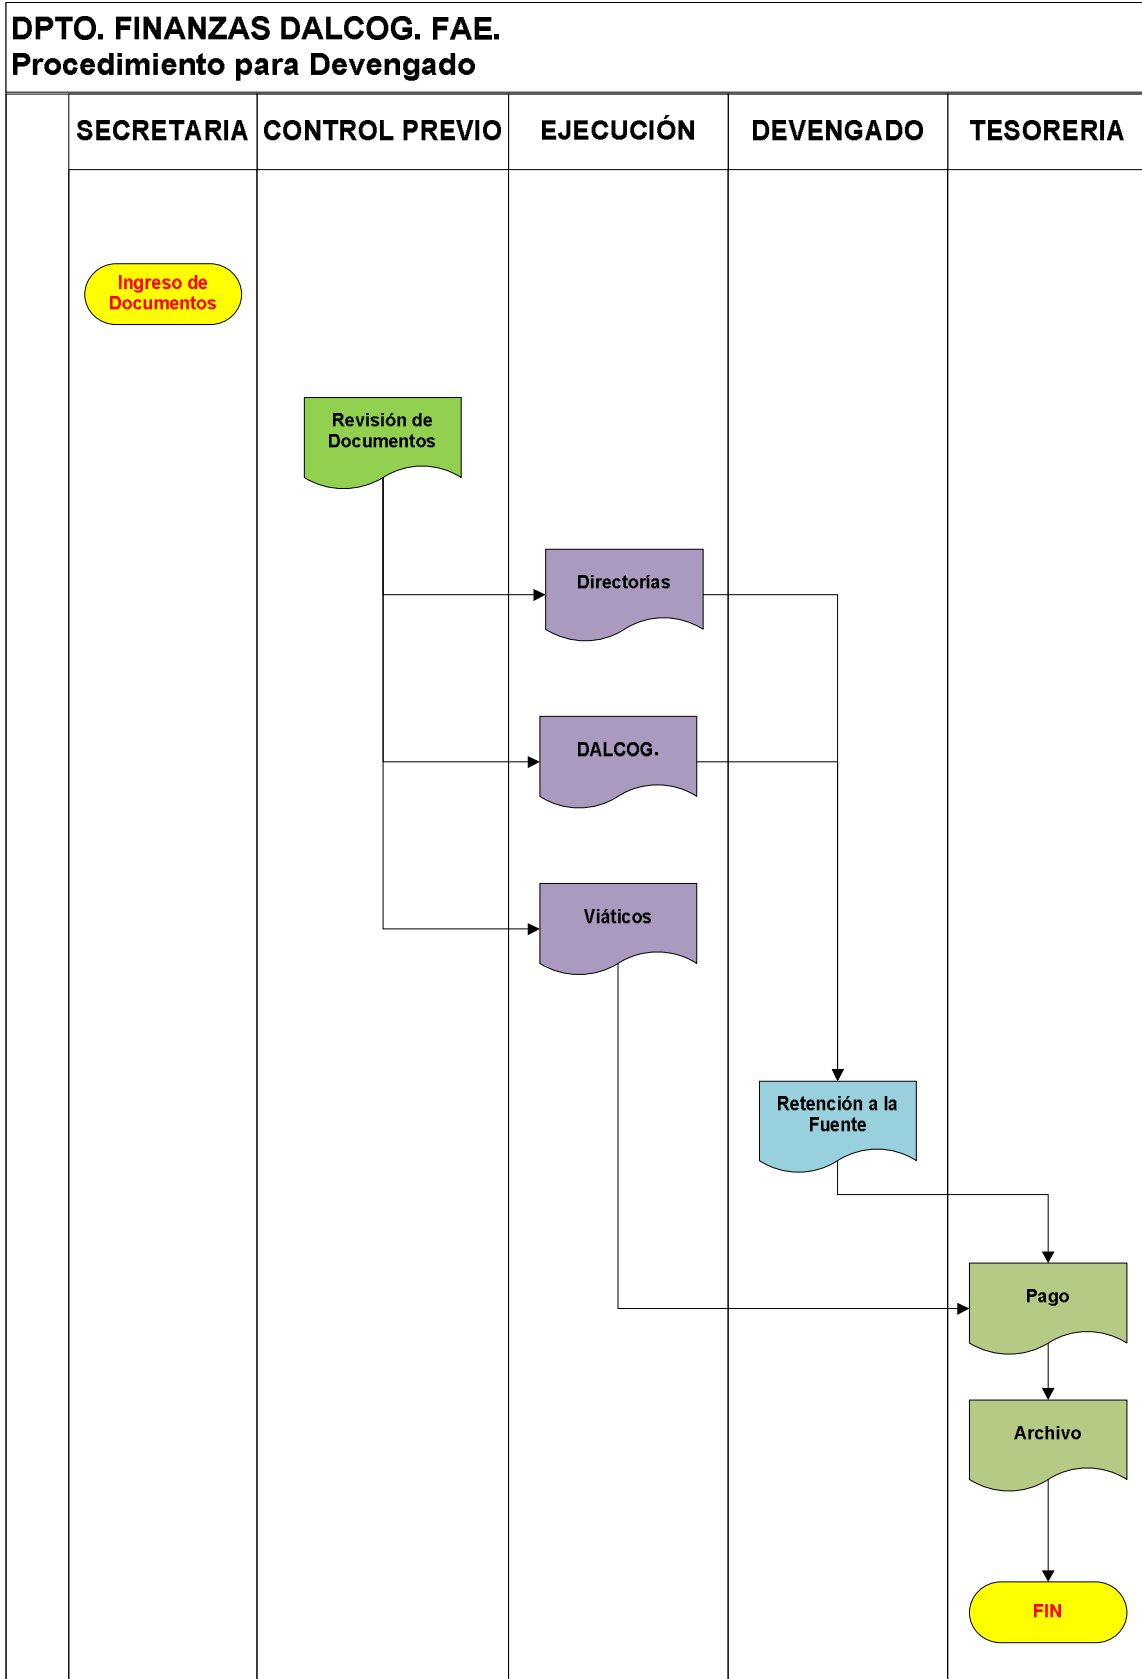 DPTO. FINANZAS DALCOG. FAE.
Procedimiento para Devengado
SECRETARIA CONTROL PREVIO EJECUCIÓN DEVENGADO TESORERIA
Ingreso de
Documentos
Revisión de
Documentos
Directorías
DALCOG.
Viáticos
Retención a la
Fuente
Pago
Archivo
FIN